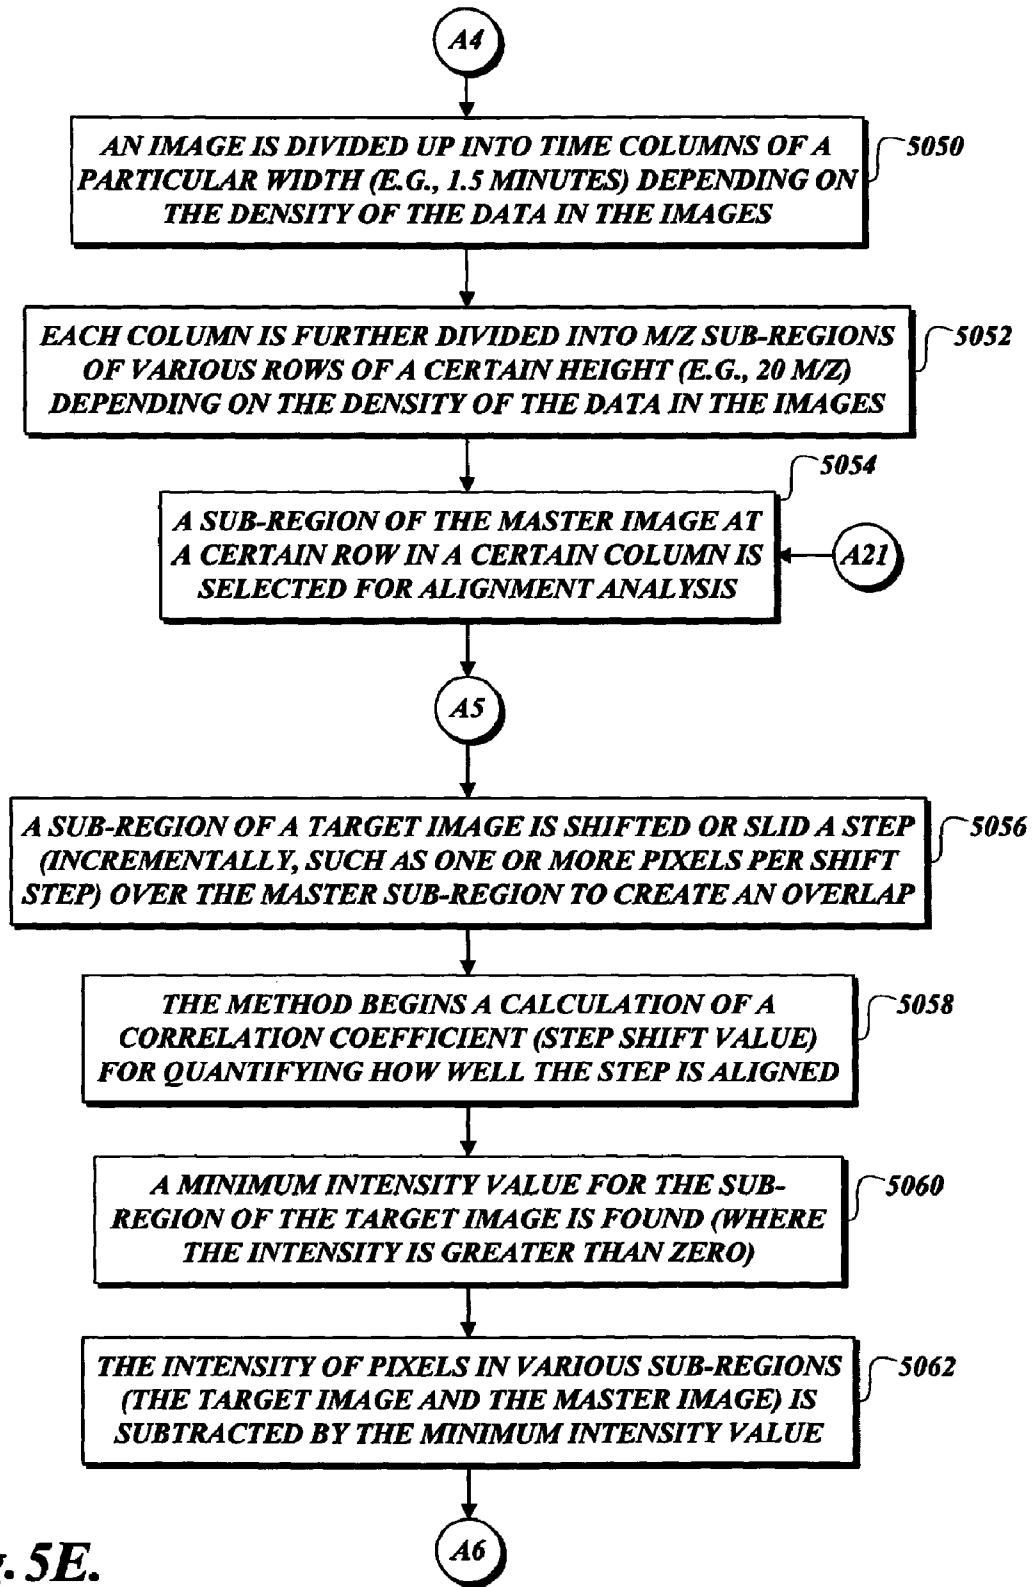 A4
AN IMAGE IS DIVIDED UP INTO TIME COLUMNS OF A
PARTICULAR WIDTH (E.G., 1.5 MINUTES) DEPENDING ON
THE DENSITY OF THE DATA IN THE IMAGES
5050
EACH COLUMN IS FURTHER DIVIDED INTO M/Z SUB-REGIONS
OF VARIOUS ROWS OF A CERTAIN HEIGHT (E.G., 20 M/Z)
DEPENDING ON THE DENSITY OF THE DATA IN THE IMAGES
5052
5054
A SUB-REGION OF THE MASTER IMAGE AT
A CERTAIN ROW IN A CERTAIN COLUMN IS
SELECTED FOR ALIGNMENT ANALYSIS
A21
A5
A SUB-REGION OF A TARGET IMAGE IS SHIFTED OR SLID A STEP
(INCREMENTALLY, SUCH AS ONE OR MORE PIXELS PER SHIFT
STEP) OVER THE MASTER SUB-REGION TO CREATE AN OVERLAP
5056
THE METHOD BEGINS A CALCULATION OF A
CORRELATION COEFFICIENT (STEP SHIFT VALUE)
FOR QUANTIFYING HOW WELL THE STEP IS ALIGNED
5058
A MINIMUM INTENSITY VALUE FOR THE SUB-
REGION OF THE TARGET IMAGE IS FOUND (WHERE
THE INTENSITY IS GREATER THAN ZERO)
5060
THE INTENSITY OF PIXELS IN VARIOUS SUB-REGIONS
(THE TARGET IMAGE AND THE MASTER IMAGE) IS
SUBTRACTED BY THE MINIMUM INTENSITY VALUE
5062
A6
5E.